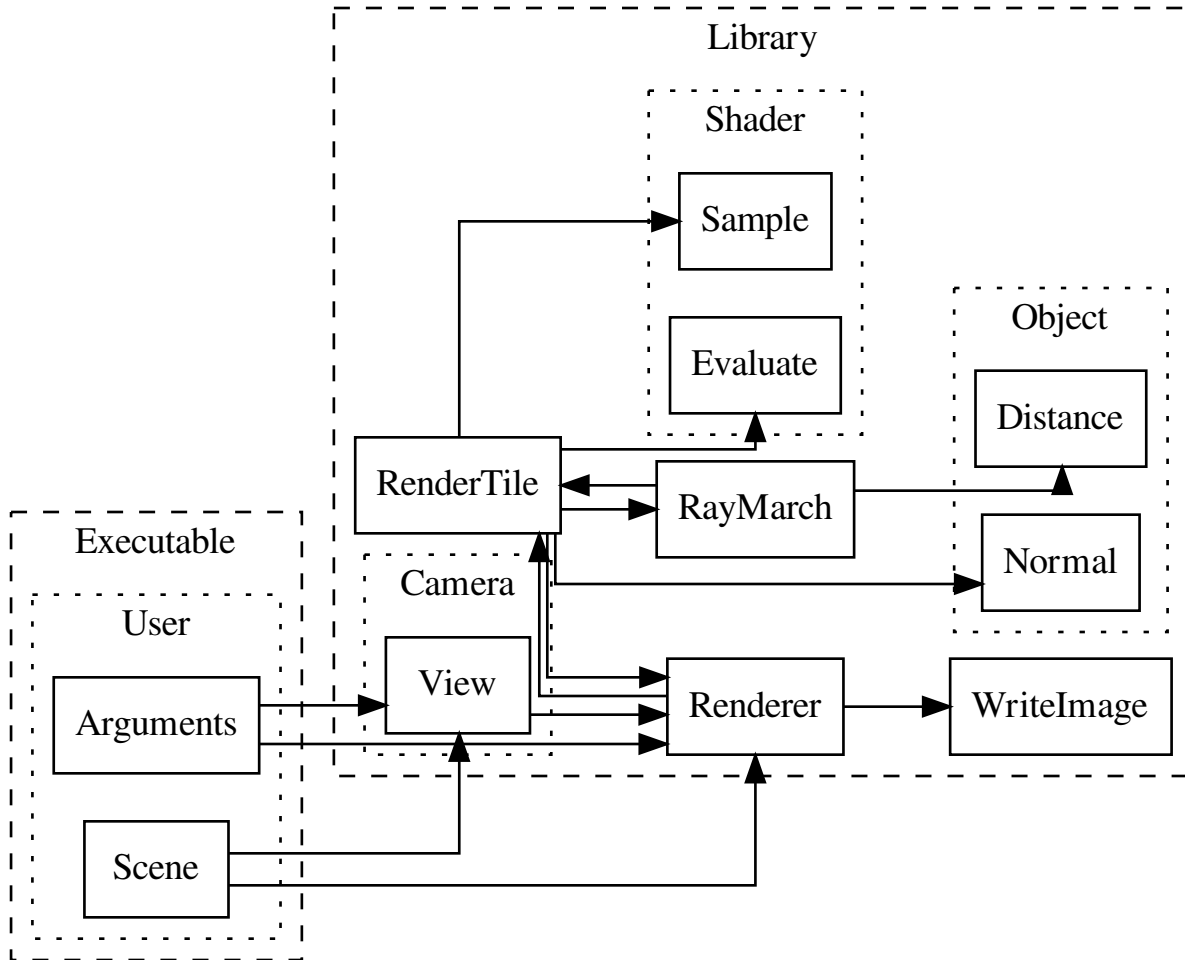 Library
Shader
Sample
Evaluate
Object
Distance
Normal
RenderTile
RayMarch
Executable
User
Arguments
Scene
Camera
View
Renderer
WriteImage